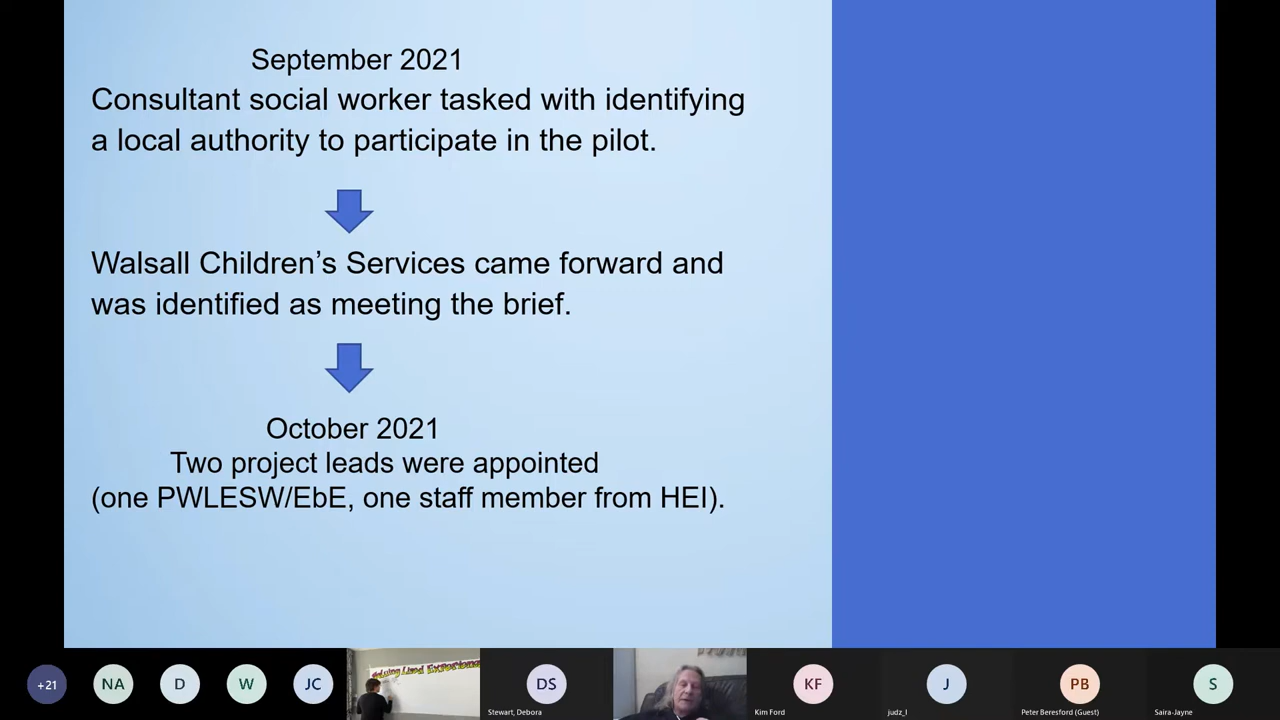 September 2021
Consultant social worker tasked with identifying
a local authority to participate in the pilot.
Walsall Children’s Services came forward and
was identified as meeting the brief.
October 2021
Two project leads were appointed
(one PWLESW/EbE, one staff member from HEI).
+21
NA
D
W
JC
Lived Experience
DS
Stewart, Debora
KF
Kim Ford
J
judz_l
PB
Peter Beresford (Guest)
S
Saira-Jayne